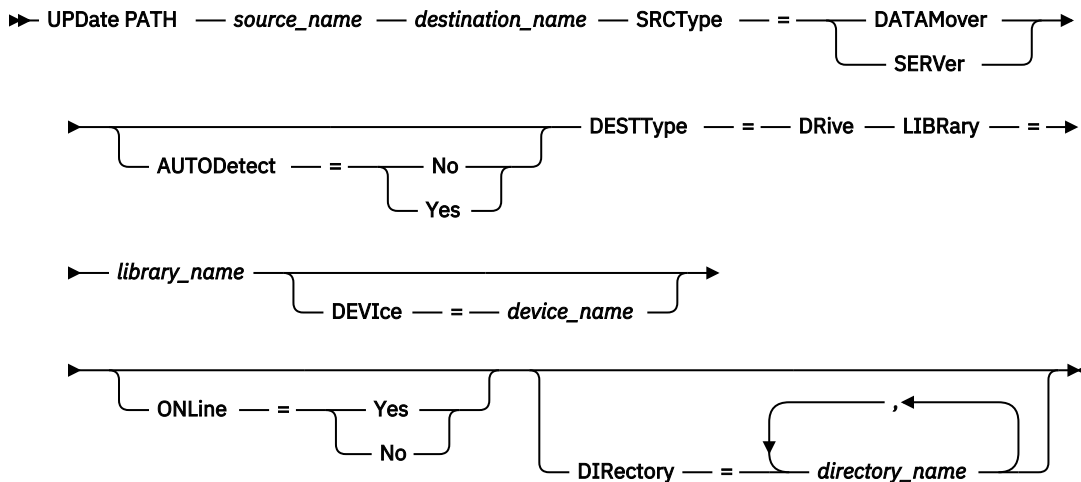 UPDate PATH source_name destination_name SRCType = DATAMover
SERVer
DESTType = DRive LIBRary =
AUTODetect = No
Yes
library_name
DEVIce = device_name
ONLine = Yes
No
,
DIRectory = directory_name